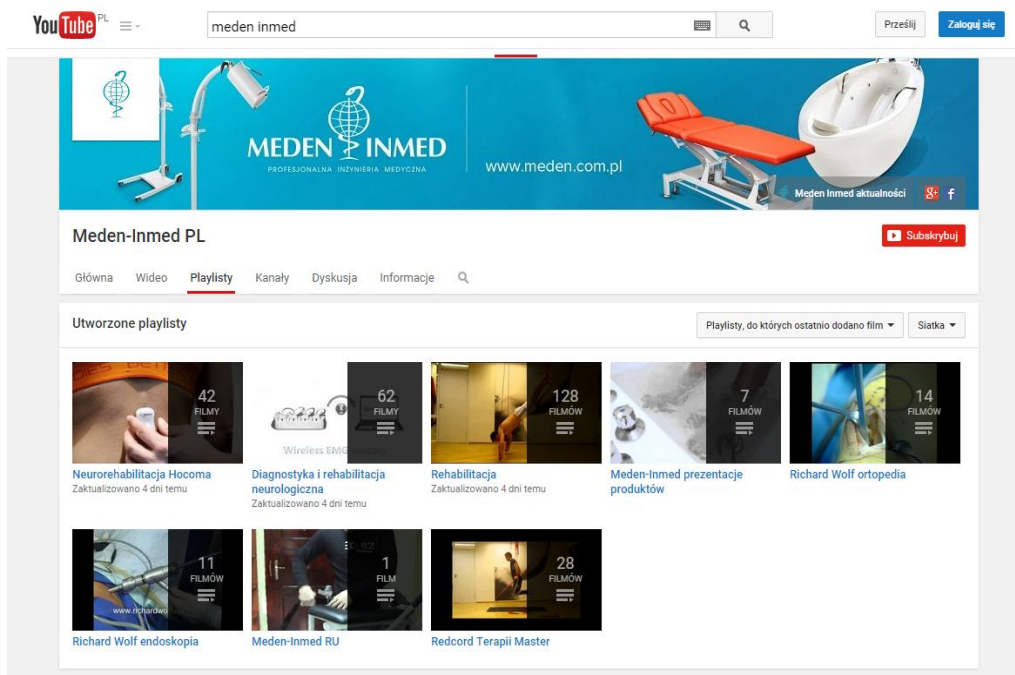 You Tube PL
meden inmed
Prześlij
Zaloguj się
MEDEN INMED
PROFESJONALNA INŻYNIERIA MEDYCZNA
www.meden.com.pl
Meden Inmed aktualności
Meden-Inmed PL
Subskrybuj
Główna Wideo Playlisty Kanały Dyskusja Informacje
Utworzone playlisty
Playlisty, do których ostatnio dodano film
Siatka
42
FILMY
Neurorehabilitacja Hocoma
Zaktualizowano 4 dni temu
62
FILMY
Wireless EMG
Diagnostyka i rehabilitacja
neurologiczna
Zaktualizowano 4 dni temu
128
FILMÓW
Rehabilitacja
Zaktualizowano 4 dni temu
7
FILMÓW
Meden-Inmed prezentacje
produktów
14
FILMÓW
Richard Wolf ortopedia
11
FILMÓW
Richard Wolf endoskopia
1
FILM
Meden-Inmed RU
28
FILMÓW
Redcord Terapii Master